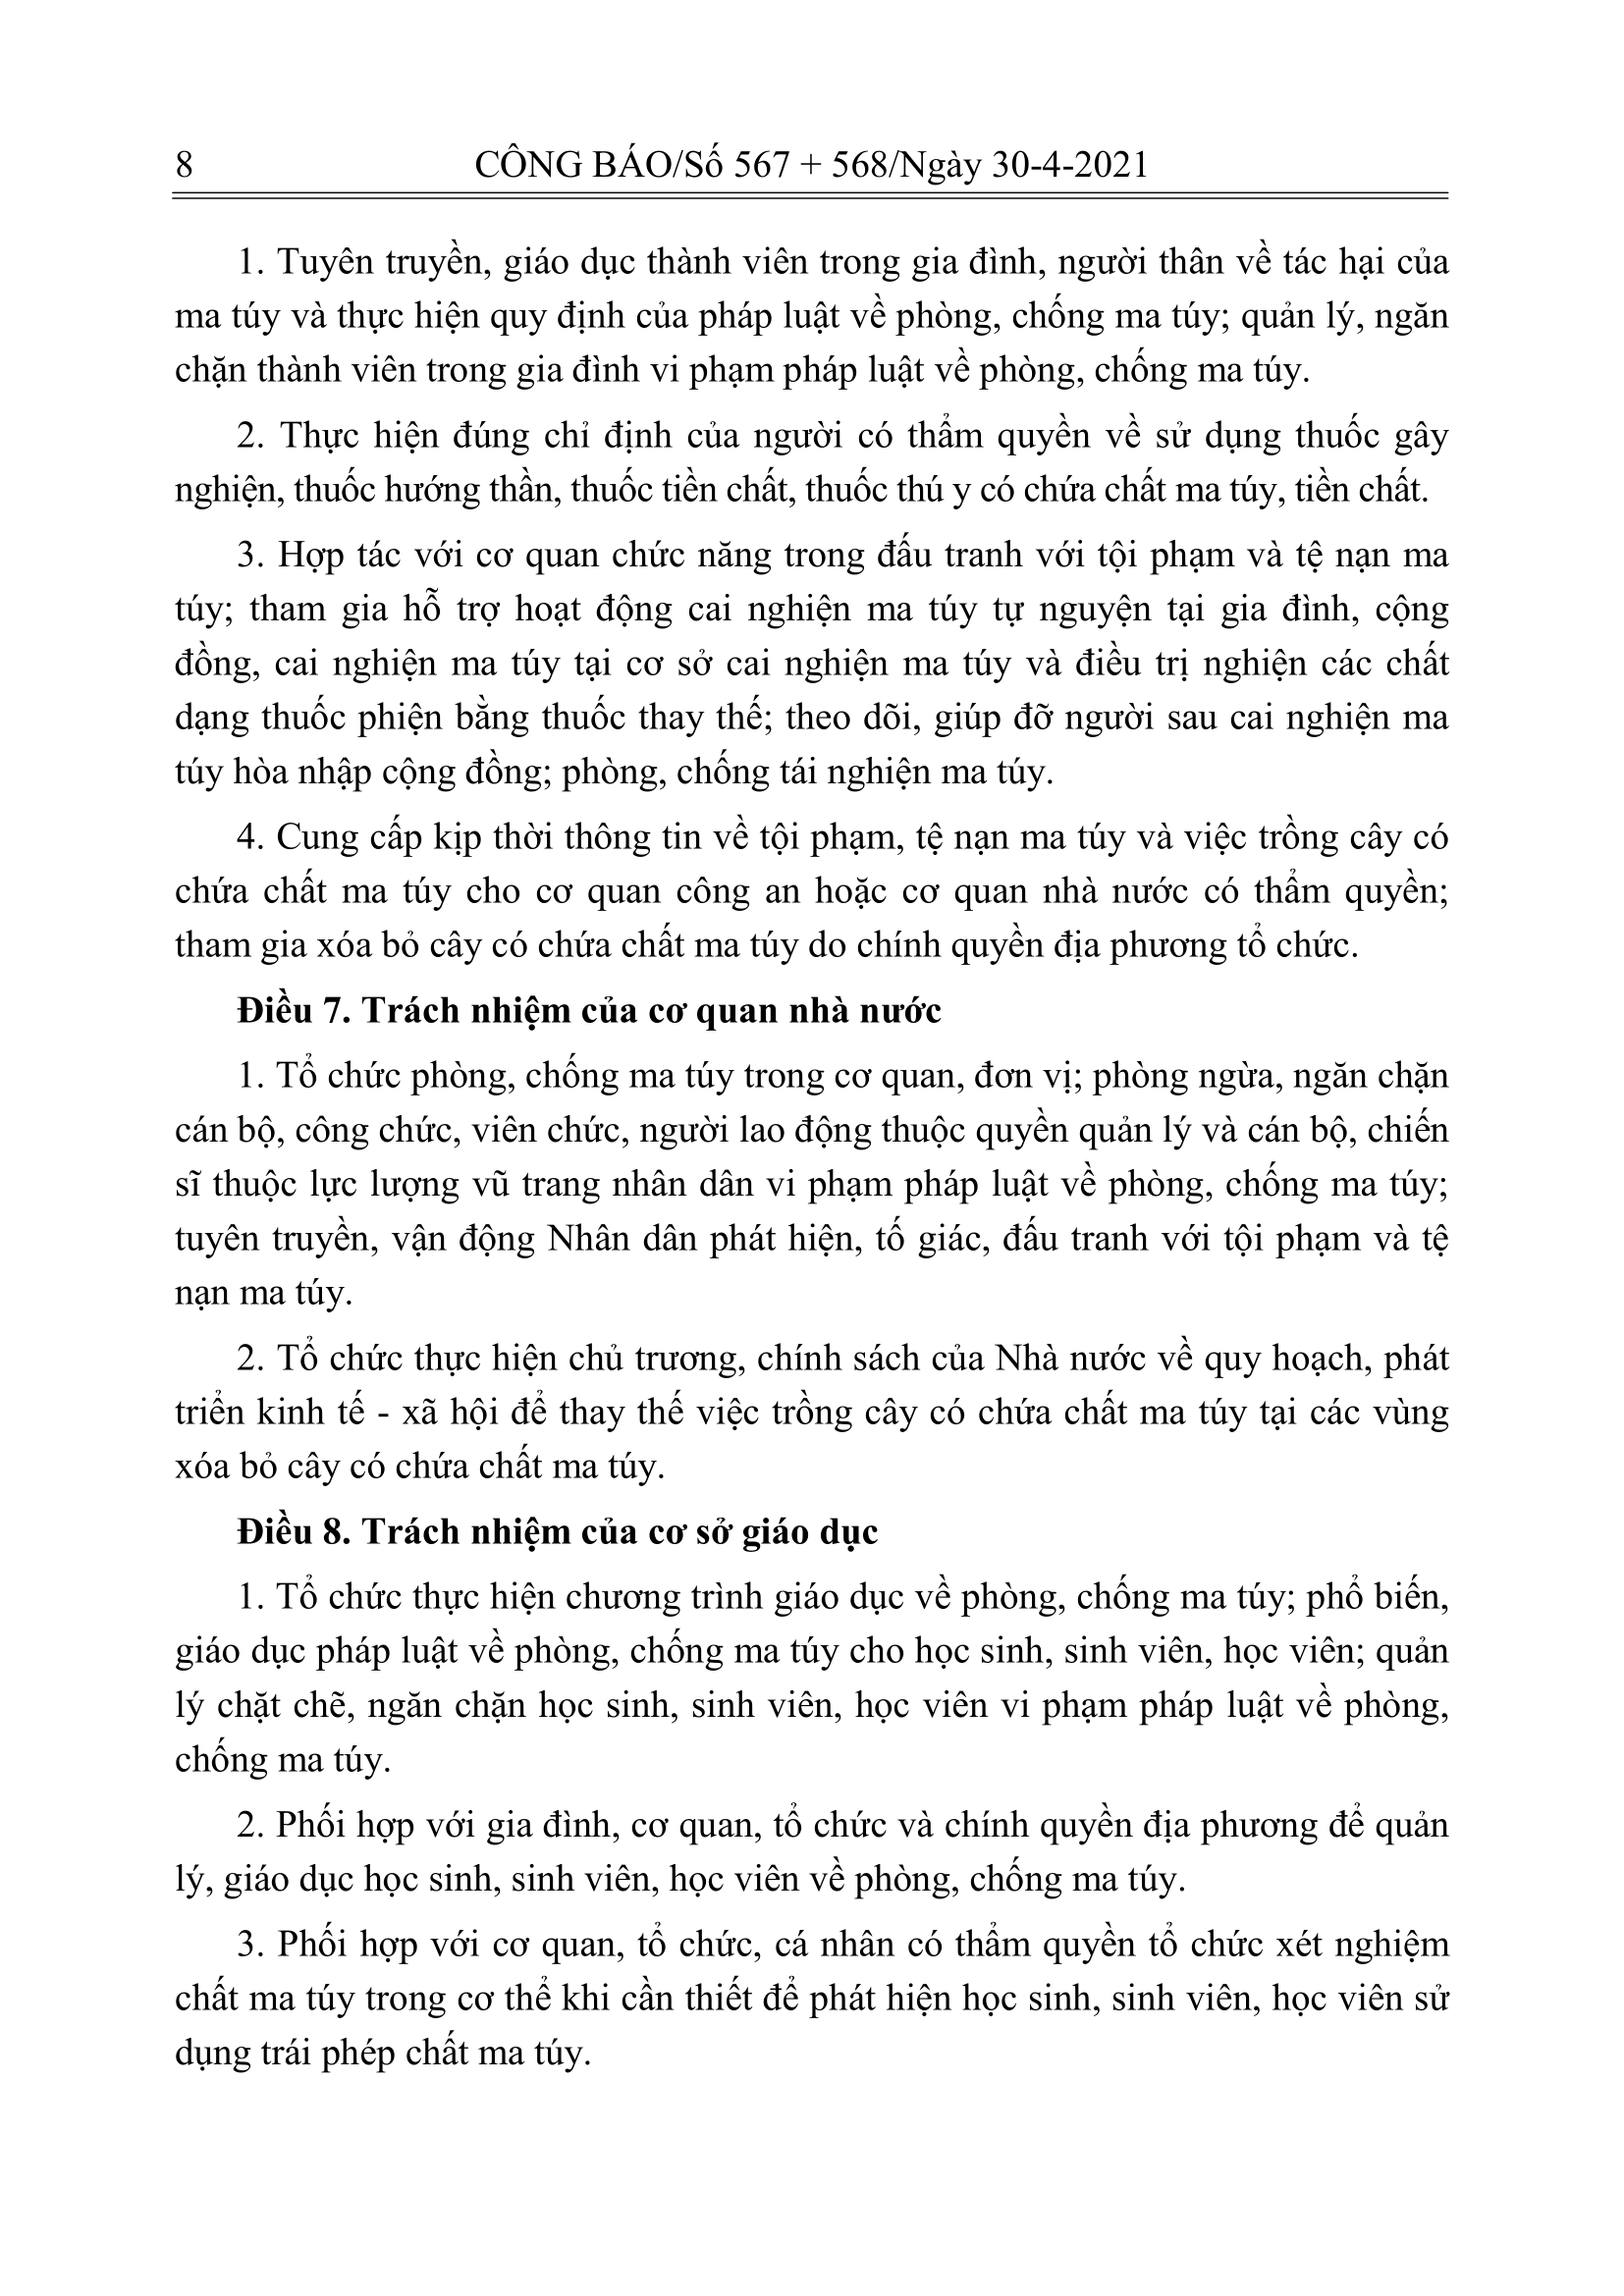 8 CÔNG BÁO/Số 567 + 568/Ngày 30-4-2021
1. Tuyên truyền, giáo dục thành viên trong gia đình, người thân về tác hại của
ma túy và thực hiện quy định của pháp luật về phòng, chống ma túy; quản lý, ngăn
chặn thành viên trong gia đình vi phạm pháp luật về phòng, chống ma túy.
2. Thực hiện đúng chỉ định của người có thẩm quyền về sử dụng thuốc gây
nghiện, thuốc hướng thần, thuốc tiền chất, thuốc thú y có chứa chất ma túy, tiền chất.
3. Hợp tác với cơ quan chức năng trong đấu tranh với tội phạm và tệ nạn ma
túy; tham gia hỗ trợ hoạt động cai nghiện ma túy tự nguyện tại gia đình, cộng
đồng, cai nghiện ma túy tại cơ sở cai nghiện ma túy và điều trị nghiện các chất
dạng thuốc phiện bằng thuốc thay thế; theo dõi, giúp đỡ người sau cai nghiện ma
túy hòa nhập cộng đồng; phòng, chống tái nghiện ma túy.
4. Cung cấp kịp thời thông tin về tội phạm, tệ nạn ma túy và việc trồng cây có
chứa chất ma túy cho cơ quan công an hoặc cơ quan nhà nước có thẩm quyền;
tham gia xóa bỏ cây có chứa chất ma túy do chính quyền địa phương tổ chức.
Điều 7. Trách nhiệm của cơ quan nhà nước
1. Tổ chức phòng, chống ma túy trong cơ quan, đơn vị; phòng ngừa, ngăn chặn
cán bộ, công chức, viên chức, người lao động thuộc quyền quản lý và cán bộ, chiến
sĩ thuộc lực lượng vũ trang nhân dân vi phạm pháp luật về phòng, chống ma túy;
tuyên truyền, vận động Nhân dân phát hiện, tố giác, đấu tranh với tội phạm và tệ
nạn ma túy.
2. Tổ chức thực hiện chủ trương, chính sách của Nhà nước về quy hoạch, phát
triển kinh tế - xã hội để thay thế việc trồng cây có chứa chất ma túy tại các vùng
xóa bỏ cây có chứa chất ma túy.
Điều 8. Trách nhiệm của cơ sở giáo dục
1. Tổ chức thực hiện chương trình giáo dục về phòng, chống ma túy; phổ biến,
giáo dục pháp luật về phòng, chống ma túy cho học sinh, sinh viên, học viên; quản
lý chặt chẽ, ngăn chặn học sinh, sinh viên, học viên vi phạm pháp luật về phòng,
chống ma túy.
2. Phối hợp với gia đình, cơ quan, tổ chức và chính quyền địa phương để quản
lý, giáo dục học sinh, sinh viên, học viên về phòng, chống ma túy.
3. Phối hợp với cơ quan, tổ chức, cá nhân có thẩm quyền tổ chức xét nghiệm
chất ma túy trong cơ thể khi cần thiết để phát hiện học sinh, sinh viên, học viên sử
dụng trái phép chất ma túy.